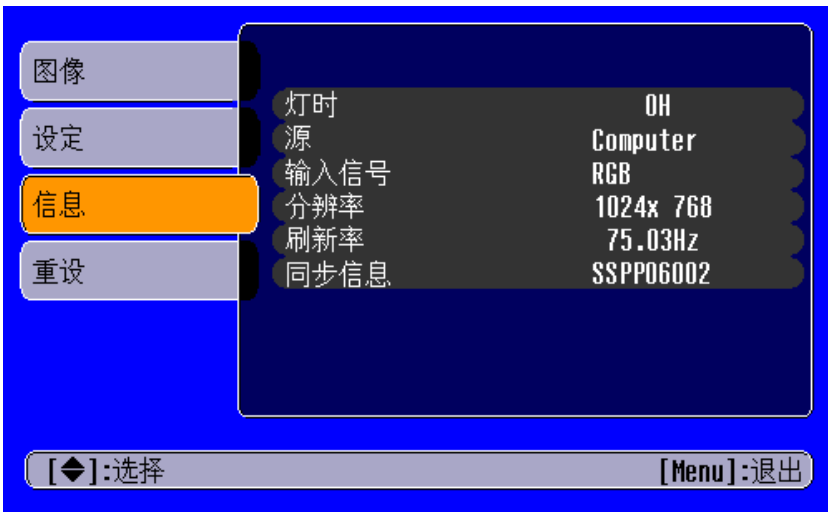 图像
设定
信息
重设
灯时 0H
源 Computer
输入信号 RGB
分辨率 1024x 768
刷新率 75.03Hz
同步信息 SSPP06002
[◆]:选择 [Menu]:退出